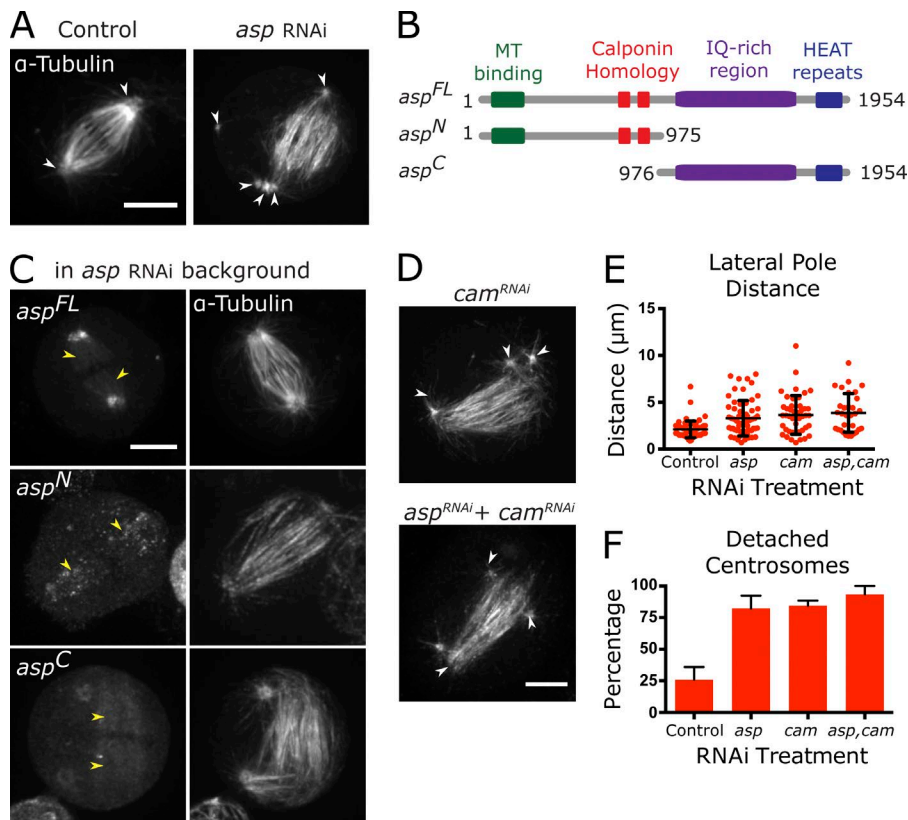 A
Control
asp RNAi
α-Tubulin
B
MT binding
Calponin Homology
IQ-rich region
HEAT repeats
aspFL 1 1954
aspN 1 975
aspC 976 1954
C
in asp RNAi background
aspFL
α-Tubulin
aspN
aspC
D
camRNAi
aspRNAi + camRNAi
E
Lateral Pole
Distance
Distance (μm)
15
10
5
0
Control asp cam asp,cam
RNAi Treatment
F
Detached
Centrosomes
Percentage
100
75
50
25
0
Control asp cam asp,cam
RNAi Treatment